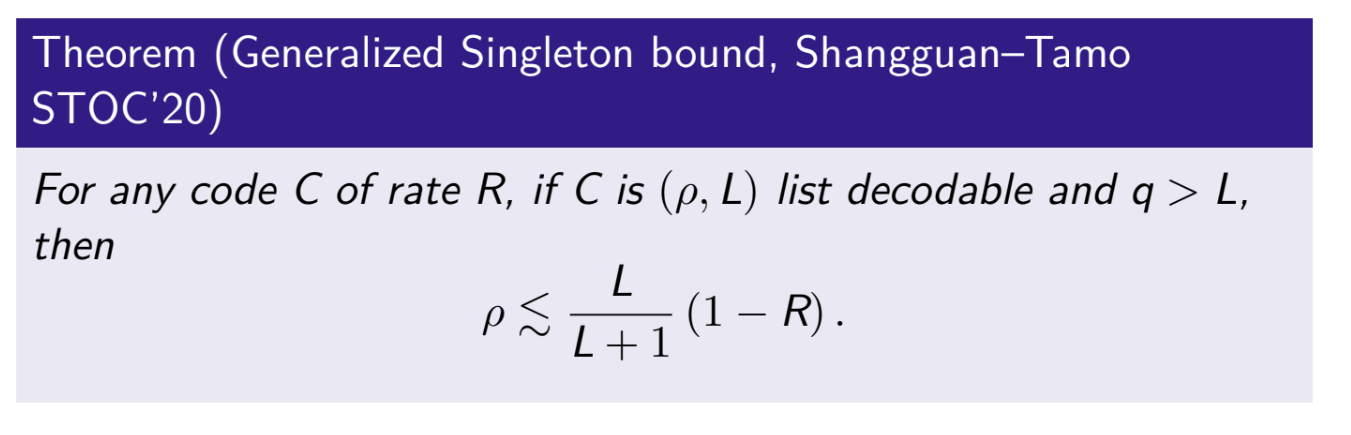 Theorem (Generalized Singleton bound, Shangguan–Tamo
STOC'20)
For any code C of rate R, if C is (ρ, L) list decodable and q > L,
then
ρ ≲ L/(L + 1) (1 − R).